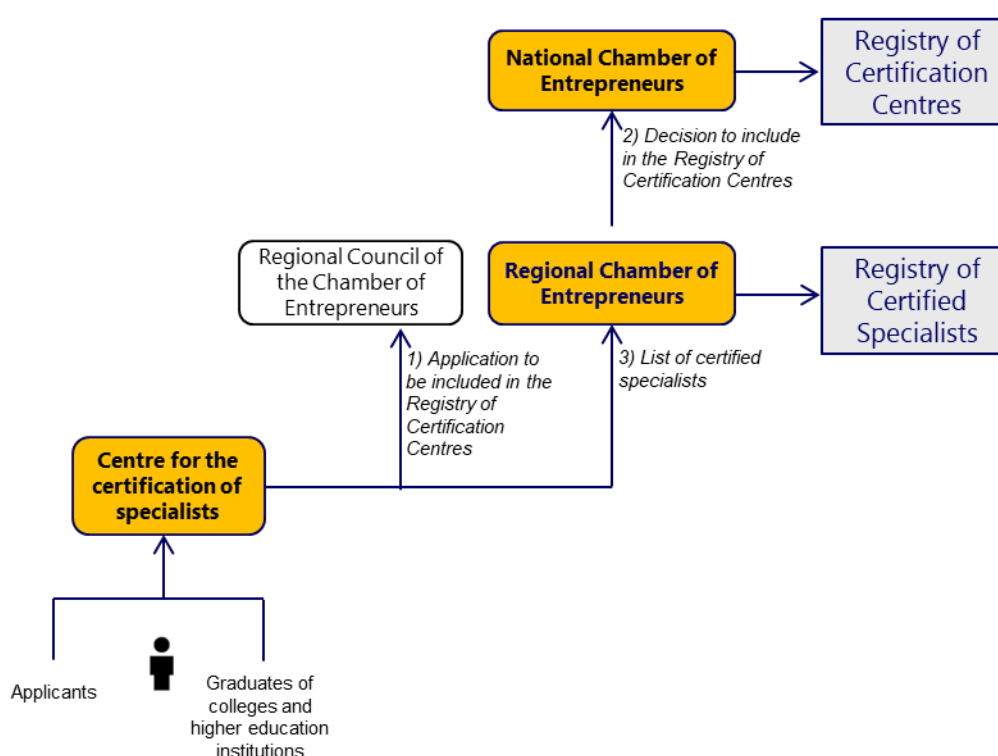 National Chamber of
Entrepreneurs
Registry of
Certification
Centres
2) Decision to include
in the Registry of
Certification Centres
Regional Council of
the Chamber of
Entrepreneurs
Regional Chamber of
Entrepreneurs
Registry of
Certified
Specialists
1) Application to
be included in the
Registry of
Certification
Centres
3) List of certified
specialists
Centre for the
certification of
specialists
Applicants
Graduates of
colleges and
higher education
institutions